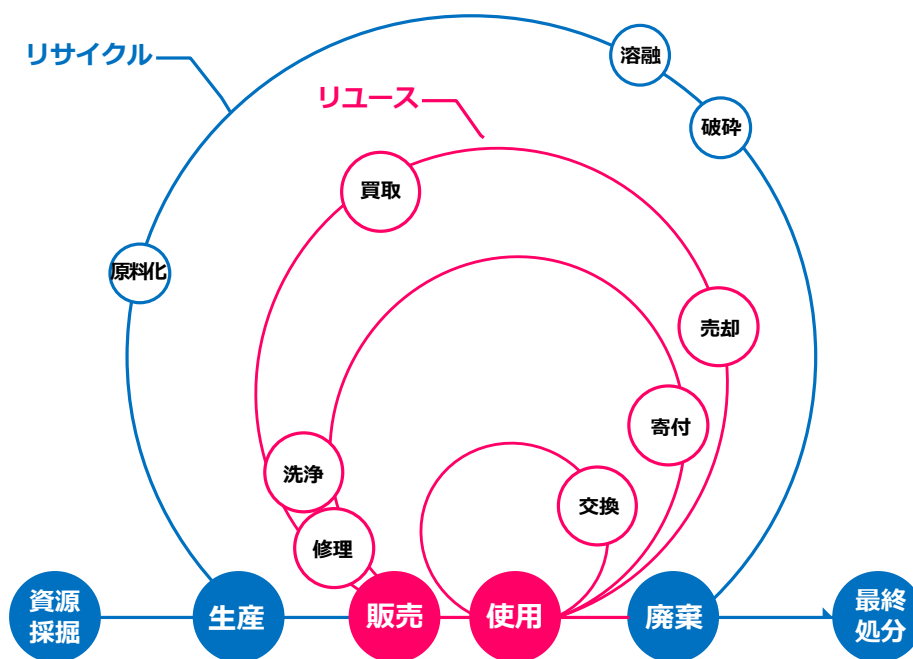 リサイクル
溶融
リユース
破砕
買取
原料化
売却
寄付
洗浄
交換
修理
資源
採掘
生産
販売
使用
廃棄
最終
処分